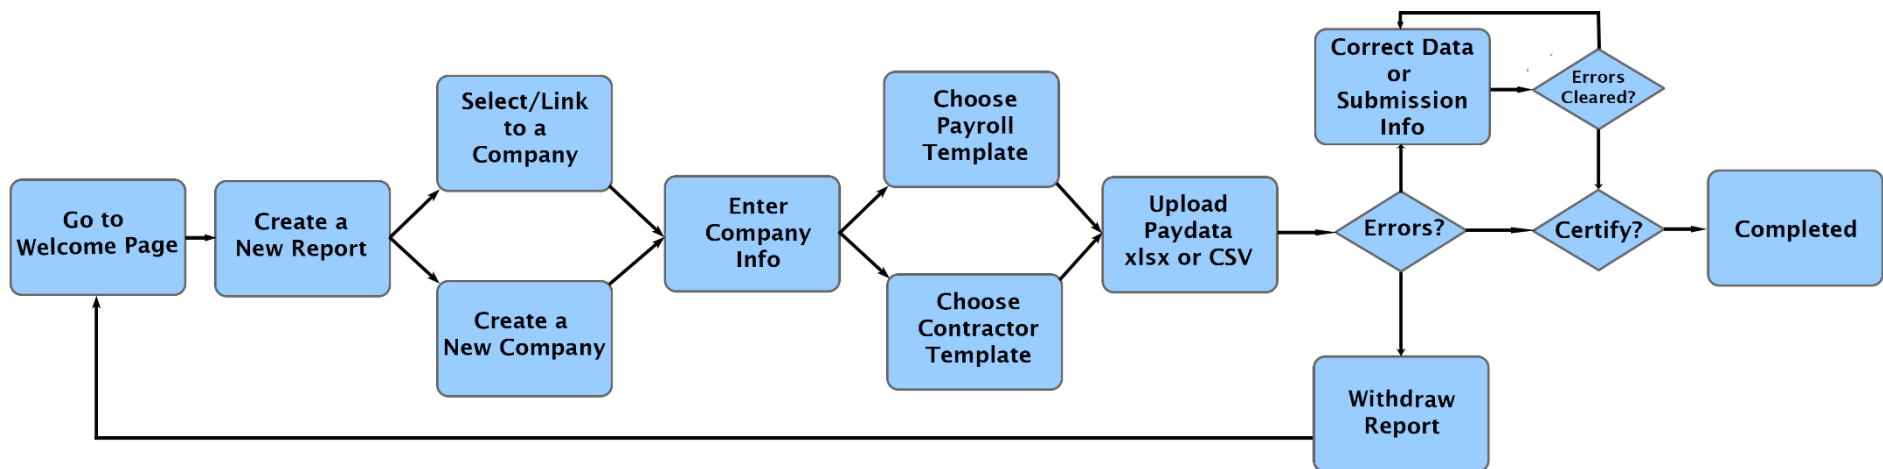 Go to
Welcome Page
Create a
New Report
Select/Link
to a
Company
Create a
New Company
Enter
Company
Info
Choose
Payroll
Template
Choose
Contractor
Template
Upload
Paydata
xlsx or CSV
Errors?
Correct Data
or
Submission
Info
Errors
Cleared?
Withdraw
Report
Certify?
Completed